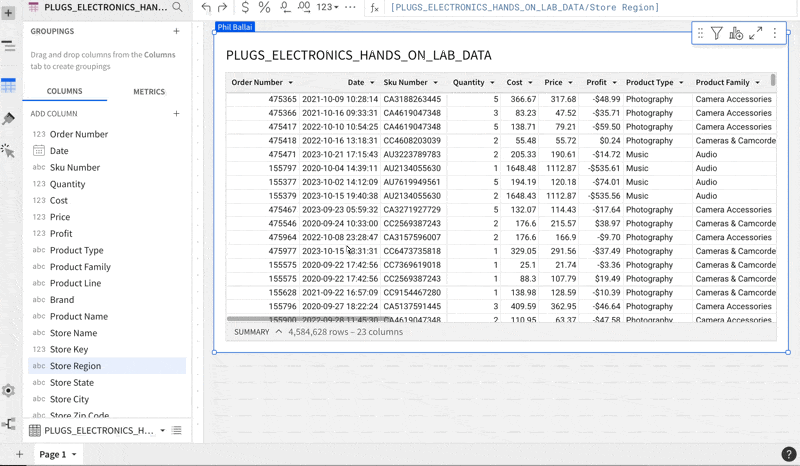 PLUGS_ELECTRONICS_HAN...
$ % .0 .00 123 ... fx [PLUGS_ELECTRONICS_HANDS_ON_LAB_DATA/Store Region]
Phil Ballai
GROUPINGS
Drag and drop columns from the Columns
tab to create groupings
COLUMNS METRICS
ADD COLUMN
123 Order Number
Date
abc Sku Number
123 Quantity
123 Cost
123 Price
123 Profit
abc Product Type
abc Product Family
abc Product Line
abc Brand
abc Product Name
abc Store Name
123 Store Key
abc Store Region
abc Store State
abc Store City
abc Store Zip Code
PLUGS_ELECTRONICS_H...
PLUGS_ELECTRONICS_HANDS_ON_LAB_DATA
Order Number Date Sku Number Quantity Cost Price Profit Product Type Product Family
475365 2021-10-09 10:28:14 CA3188263445 5 366.67 317.68 -$48.99 Photography Camera Accessories
475366 2021-10-16 09:33:31 CA4619047348 3 83.23 47.52 -$35.71 Photography Camera Accessories
475417 2022-10-10 10:54:25 CA4619047348 5 138.71 79.21 -$59.50 Photography Camera Accessories
475418 2022-10-16 13:18:31 CC4608203039 2 55.48 55.72 $0.24 Photography Cameras & Camcorde
475471 2023-10-21 17:15:43 AU3223789783 2 205.33 190.61 -$14.72 Music Audio
155797 2020-10-04 14:39:11 AU2134055630 1 1648.48 1112.87 -$535.61 Music Audio
155377 2022-10-02 14:12:09 AU7619949561 5 194.19 120.18 -$74.01 Music Audio
155379 2022-10-15 19:40:38 AU2134055630 2 1648.43 1112.87 -$535.56 Music Audio
475467 2023-09-23 05:59:32 CA3271927729 5 132.07 114.43 -$17.64 Photography Camera Accessories
475546 2020-09-24 10:33:00 CC2569387243 2 176.6 215.57 $38.97 Photography Cameras & Camcorde
475964 2022-10-08 23:28:47 CA3157596007 2 176.6 166.9 -$9.70 Photography Camera Accessories
475977 2023-10-15 18:31:31 CC6473735818 1 329.05 291.56 -$37.49 Photography Cameras & Camcorde
155575 2020-09-22 17:42:56 CC7369619018 1 25.1 21.74 -$3.36 Photography Cameras & Camcorde
155575 2020-09-22 17:42:56 CC2569387243 1 88.3 107.79 $19.49 Photography Cameras & Camcorde
155628 2021-09-22 16:57:09 CC9154467280 1 138.98 128.59 -$10.39 Photography Cameras & Camcorde
155796 2020-09-27 18:22:24 CA5137591445 3 409.59 362.95 -$46.64 Photography Camera Accessories
155900 2022-09-28 11:45:30 CA4619047348 2 110.95 63.37 -$47.58 Photography Camera Accessories
SUMMARY 4,584,628 rows – 23 columns
Page 1